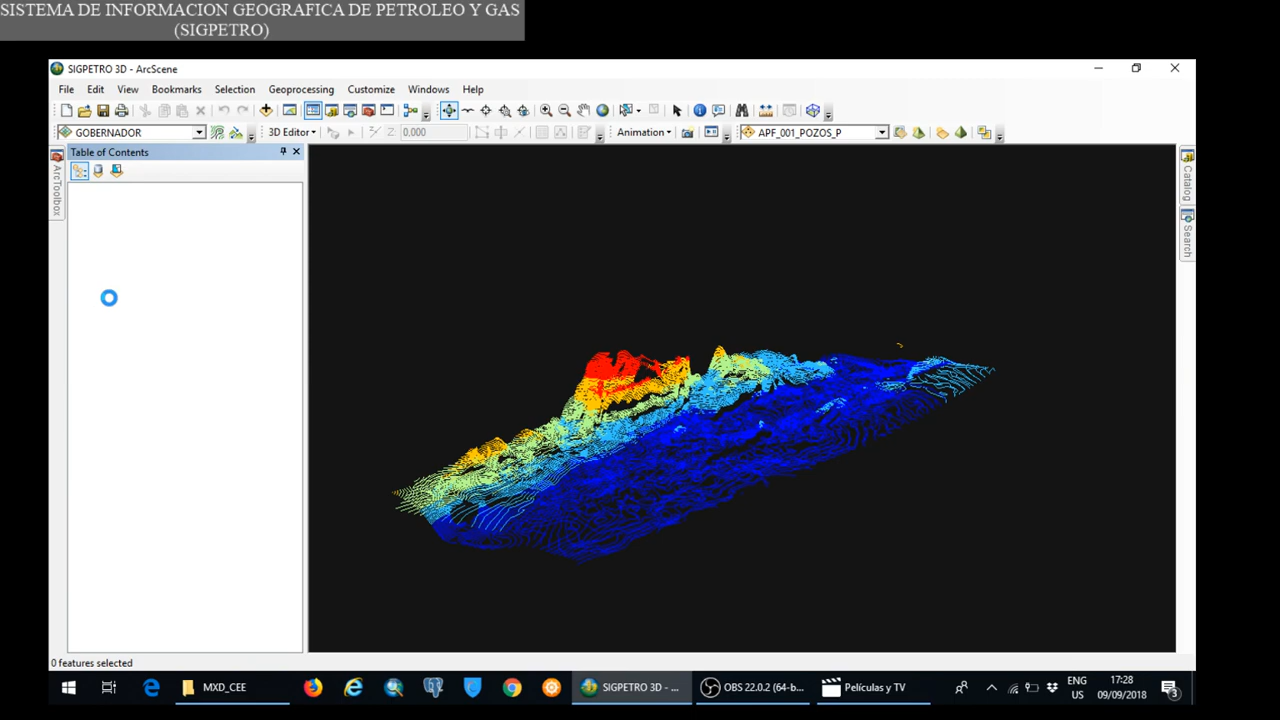 SISTEMA DE INFORMACION GEOGRAFICA DE PETROLEO Y GAS
(SIGPETRO)
SIGPETRO 3D - ArcScene
File Edit View Bookmarks Selection Geoprocessing Customize Windows Help
GOBERNADOR 3D Editor 0.000 Animation APF_001_POZOS_P
Table of Contents
ArcToolbox
Catalog
Search
0 features selected
MXD_CEE SIGPETRO 3D - ... OBS 22.0.2 (64-b... Películas y TV
ENG
US
17:28
09/09/2018
3